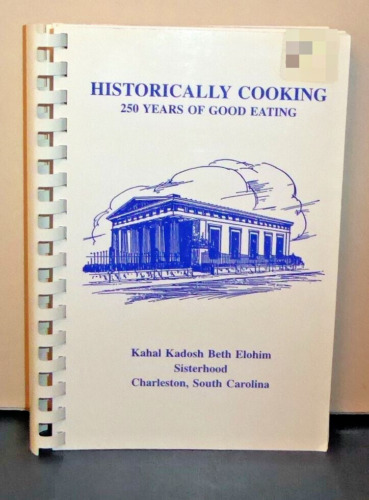 HISTORICALLY COOKING
250 YEARS OF GOOD EATING
Kahal Kadosh Beth Elohim
Sisterhood
Charleston, South Carolina